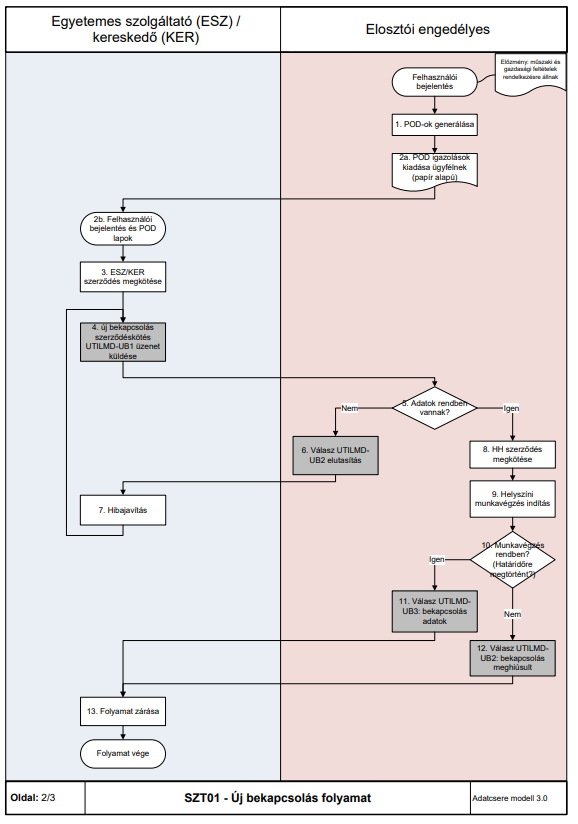 Egyetemes szolgáltató (ESZ) /
kereskedő (KER)
Elosztói engedélyes
Felhasználói
bejelentés
Előzmény: műszaki és
gazdasági feltételek
rendelkezésre állnak
1. POD-ok generálása
2a. POD igazolások
kiadása ügyfélnek
(papír alapú)
2b. Felhasználói
bejelentés és POD
lapok
3. ESZ/KER
szerződés megkötése
4. új bekapcsolás
szerződéskötés
UTILMD-UB1 üzenet
küldése
5. Adatok rendben
vannak?
Nem
Igen
6. Válasz UTILMD-
UB2 elutasítás
8. HH szerződés
megkötése
7. Hibajavítás
9. Helyszíni
munkavégzés indítás
10. Munkavégzés
rendben?
(Határidőre
megtörtént?)
Igen
Nem
11. Válasz UTILMD-
UB3: bekapcsolás
adatok
12. Válasz UTILMD-
UB2: bekapcsolás
meghiúsult
13. Folyamat zárása
Folyamat vége
Oldal: 2/3
SZT01 - Új bekapcsolás folyamat
Adatcsere modell 3.0